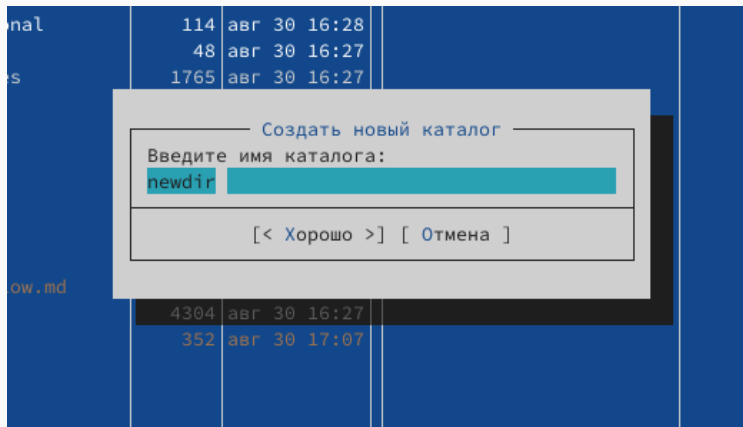 onal 114 авг 30 16:28
48 авг 30 16:27
s 1765 авг 30 16:27
Создать новый каталог
Введите имя каталога:
newdir
[< Хорошо >] [ Отмена ]
low.md
4304 авг 30 16:27
352 авг 30 17:07